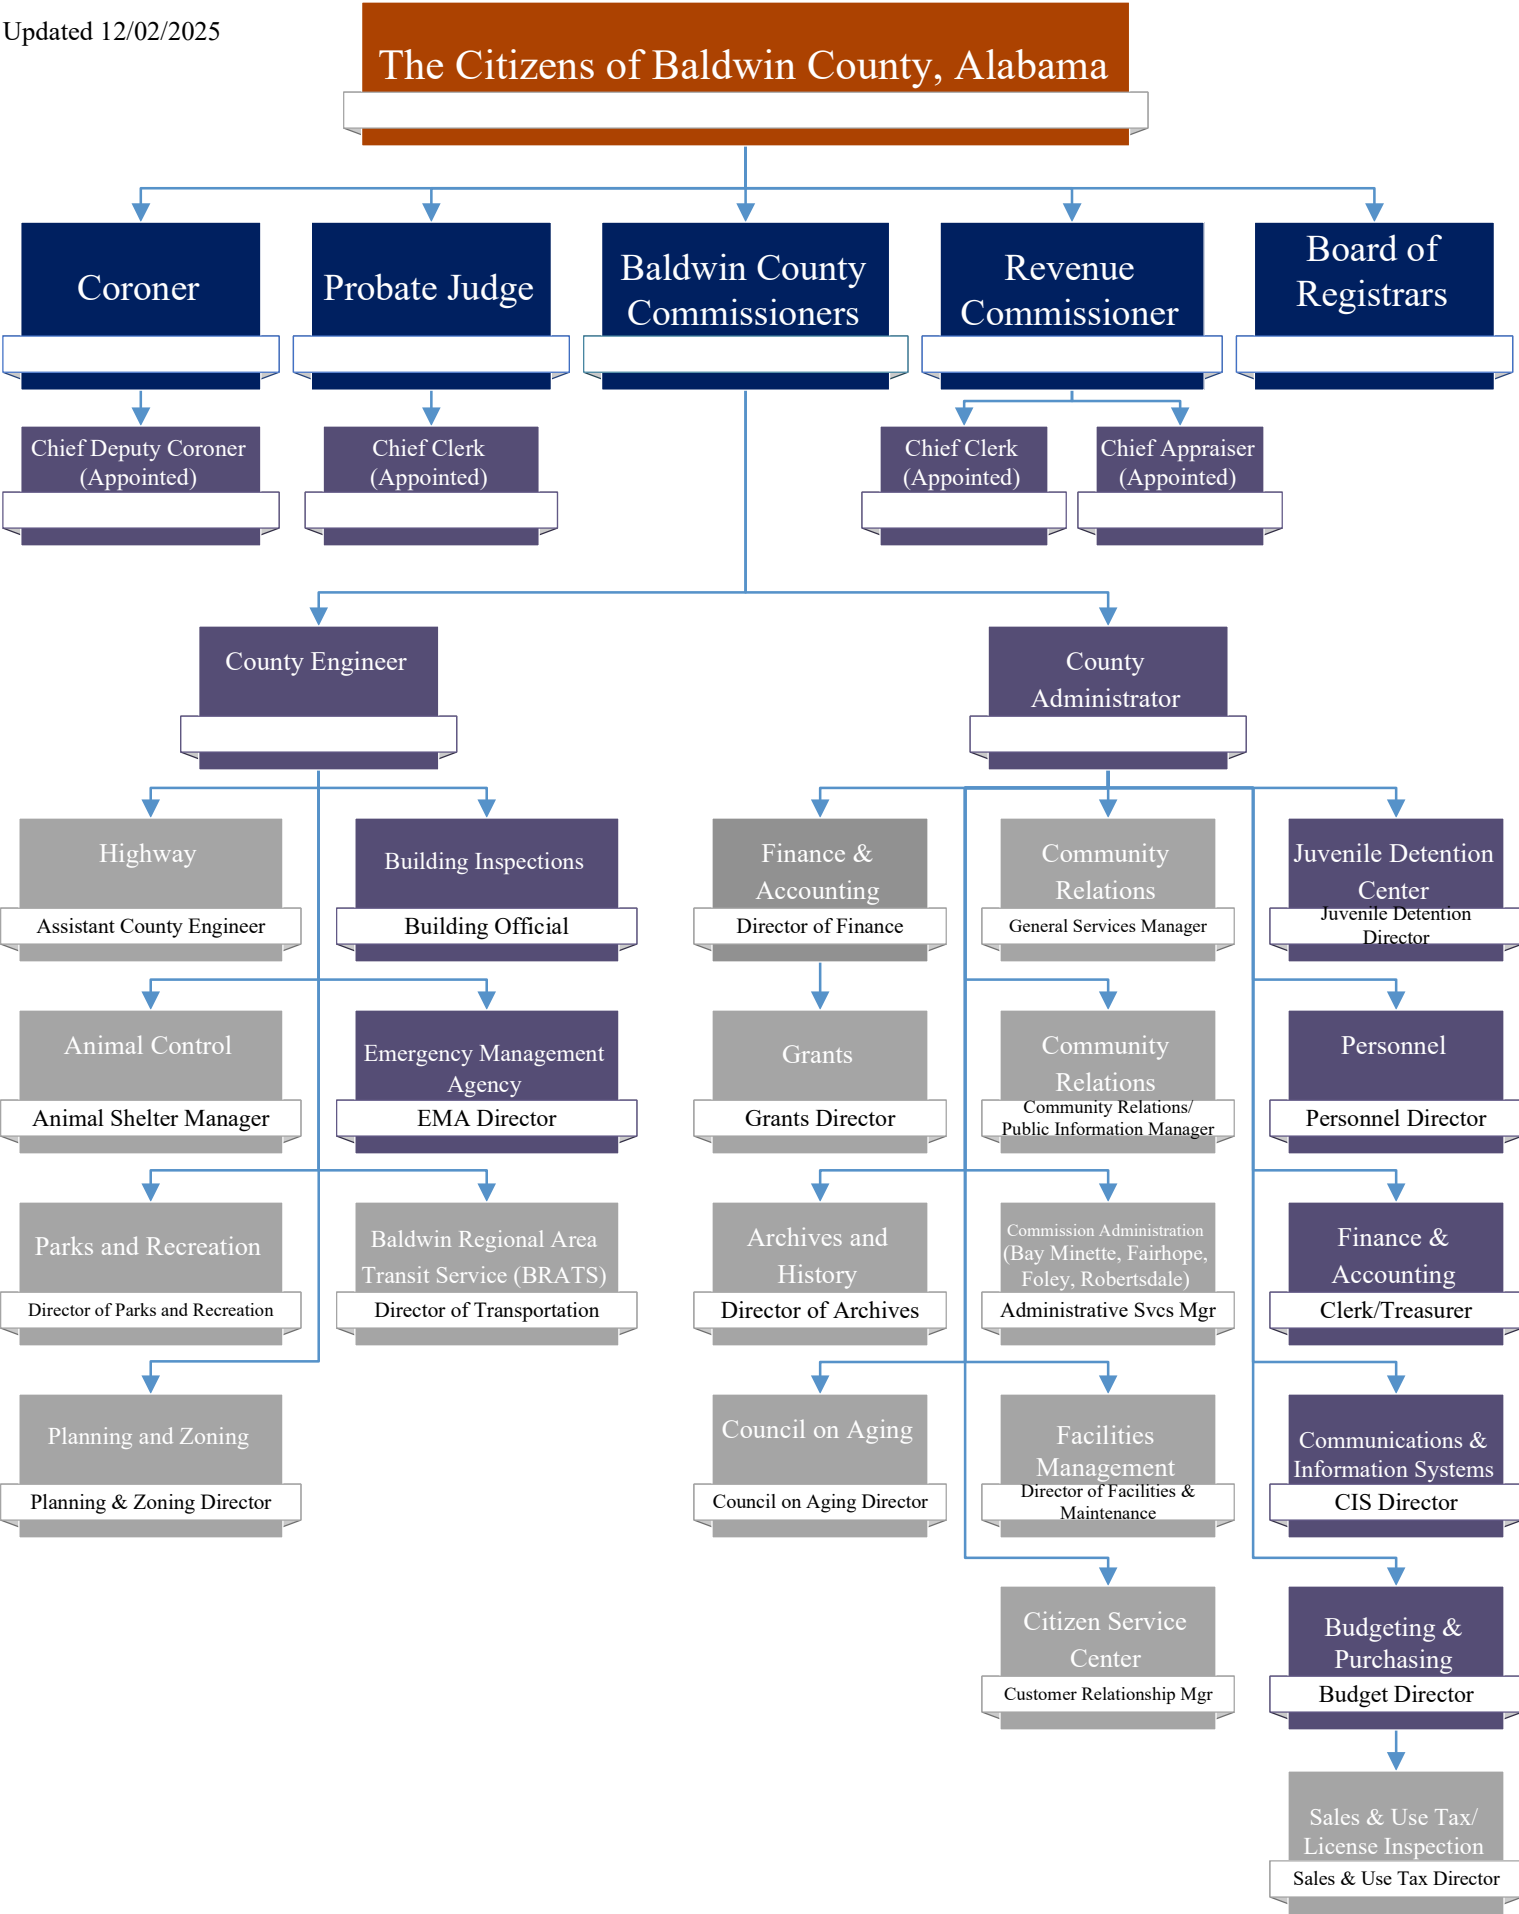 Updated 12/02/2025
The Citizens of Baldwin County, Alabama
Coroner
Probate Judge
Baldwin County
Commissioners
Revenue
Commissioner
Board of
Registrars
Chief Deputy Coroner
(Appointed)
Chief Clerk
(Appointed)
Chief Clerk
(Appointed)
Chief Appraiser
(Appointed)
County Engineer
County
Administrator
Highway
Assistant County Engineer
Building Inspections
Building Official
Finance &
Accounting
Director of Finance
Community
Relations
General Services Manager
Juvenile Detention
Center
Juvenile Detention
Director
Animal Control
Animal Shelter Manager
Emergency Management
Agency
EMA Director
Grants
Grants Director
Community
Relations
Community Relations/
Public Information Manager
Personnel
Personnel Director
Parks and Recreation
Director of Parks and Recreation
Baldwin Regional Area
Transit Service (BRATS)
Director of Transportation
Archives and
History
Director of Archives
Commission Administration
(Bay Minette, Fairhope,
Foley, Robertsdale)
Administrative Svcs Mgr
Finance &
Accounting
Clerk/Treasurer
Planning and Zoning
Planning & Zoning Director
Council on Aging
Council on Aging Director
Facilities
Management
Director of Facilities &
Maintenance
Communications &
Information Systems
CIS Director
Citizen Service
Center
Customer Relationship Mgr
Budgeting &
Purchasing
Budget Director
Sales & Use Tax/
License Inspection
Sales & Use Tax Director